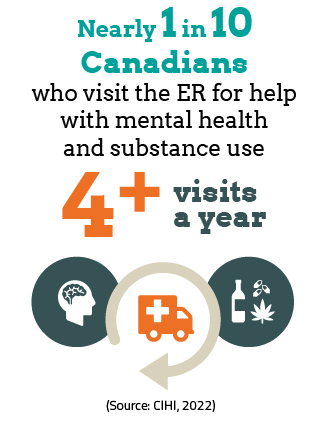 Nearly 1 in 10
Canadians
who visit the ER for help
with mental health
and substance use
4+ visits
a year
(Source: CIHI, 2022)